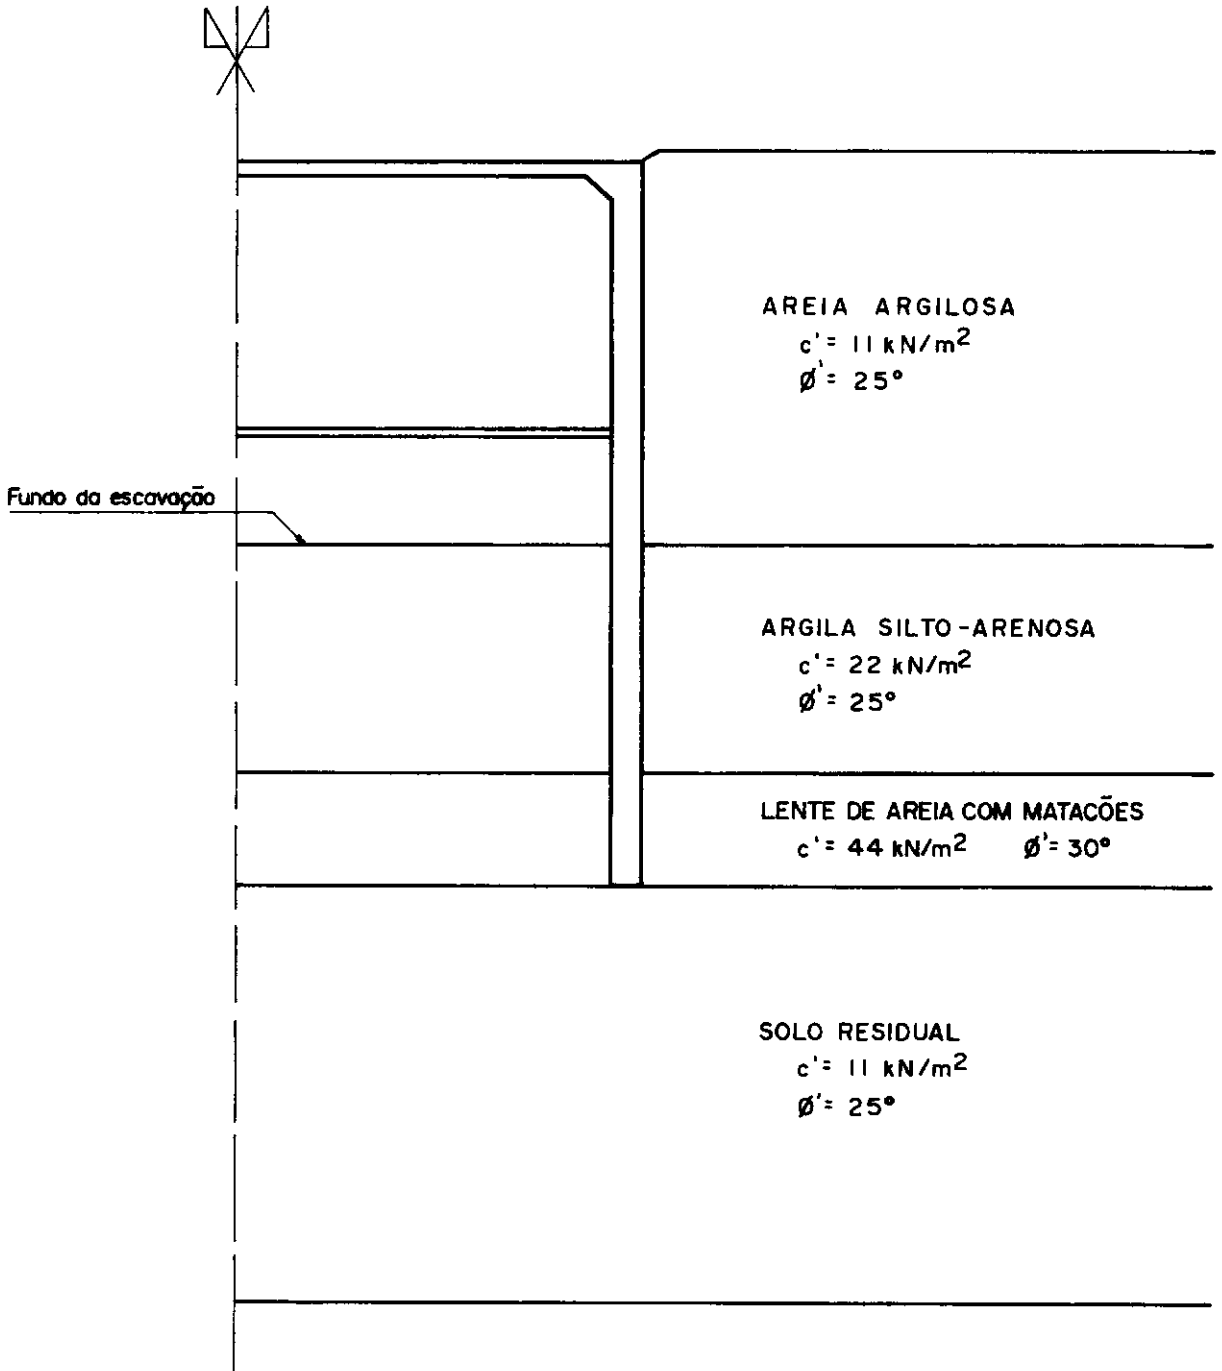 AREIA ARGILOSA
c' = 11 kN/m²
Ø' = 25°
Fundo da escavação
ARGILA SILTO-ARENOSA
c' = 22 kN/m²
Ø' = 25°
LENTE DE AREIA COM MATACÕES
c' = 44 kN/m² Ø' = 30°
SOLO RESIDUAL
c' = 11 kN/m²
Ø' = 25°